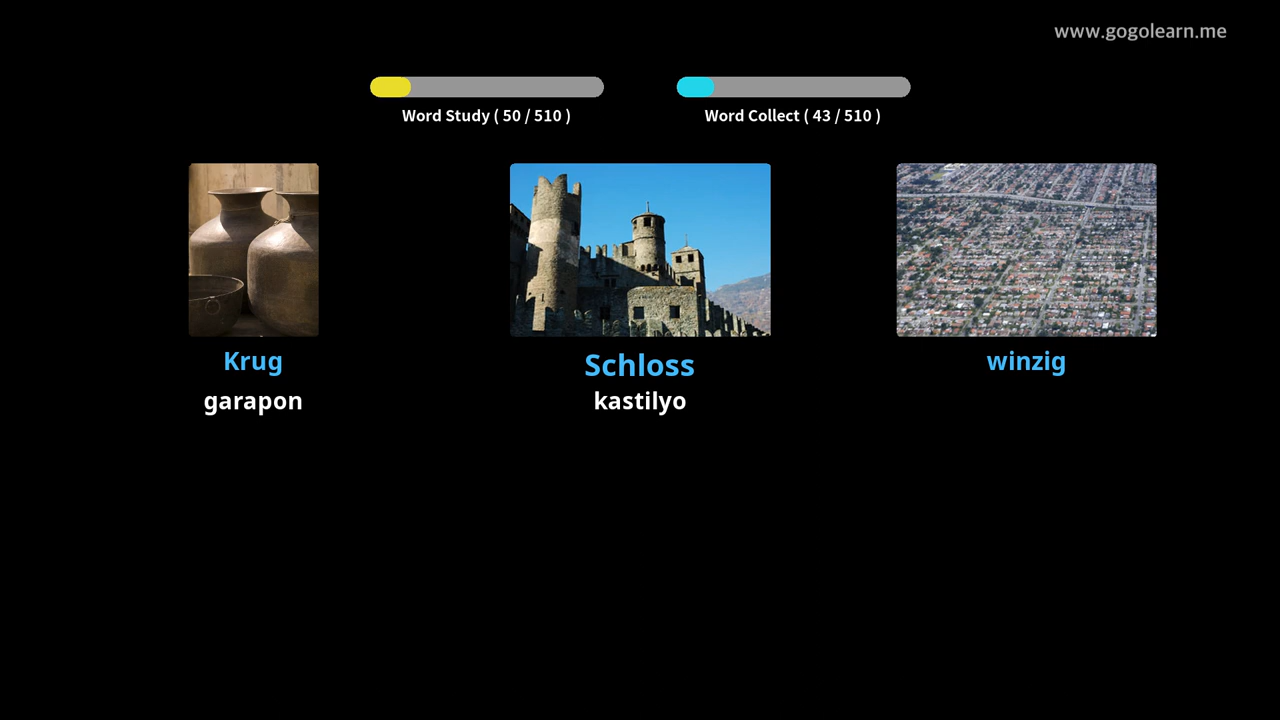 www.gogolearn.me
Word Study ( 50 / 510 )
Word Collect ( 43 / 510 )
Krug
garapon
Schloss
kastilyo
winzig